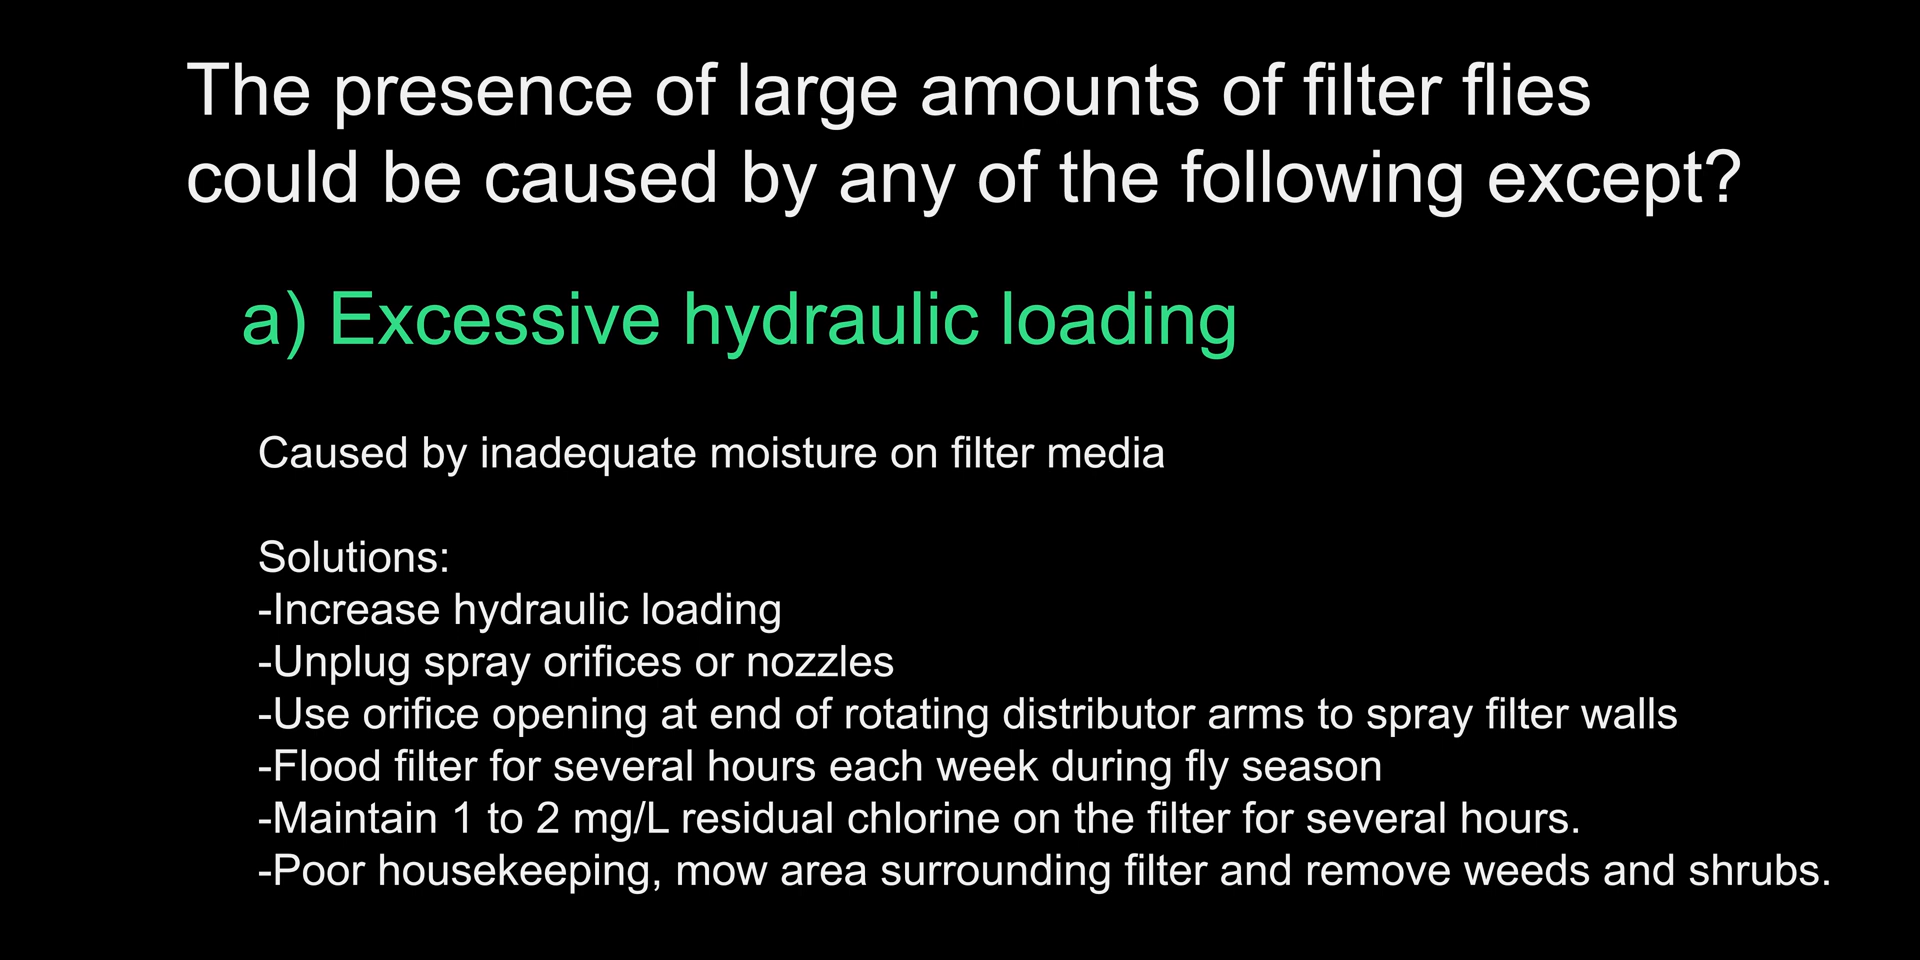 The presence of large amounts of filter flies
could be caused by any of the following except?
a) Excessive hydraulic loading
Caused by inadequate moisture on filter media
Solutions:
-Increase hydraulic loading
-Unplug spray orifices or nozzles
-Use orifice opening at end of rotating distributor arms to spray filter walls
-Flood filter for several hours each week during fly season
-Maintain 1 to 2 mg/L residual chlorine on the filter for several hours.
-Poor housekeeping, mow area surrounding filter and remove weeds and shrubs.